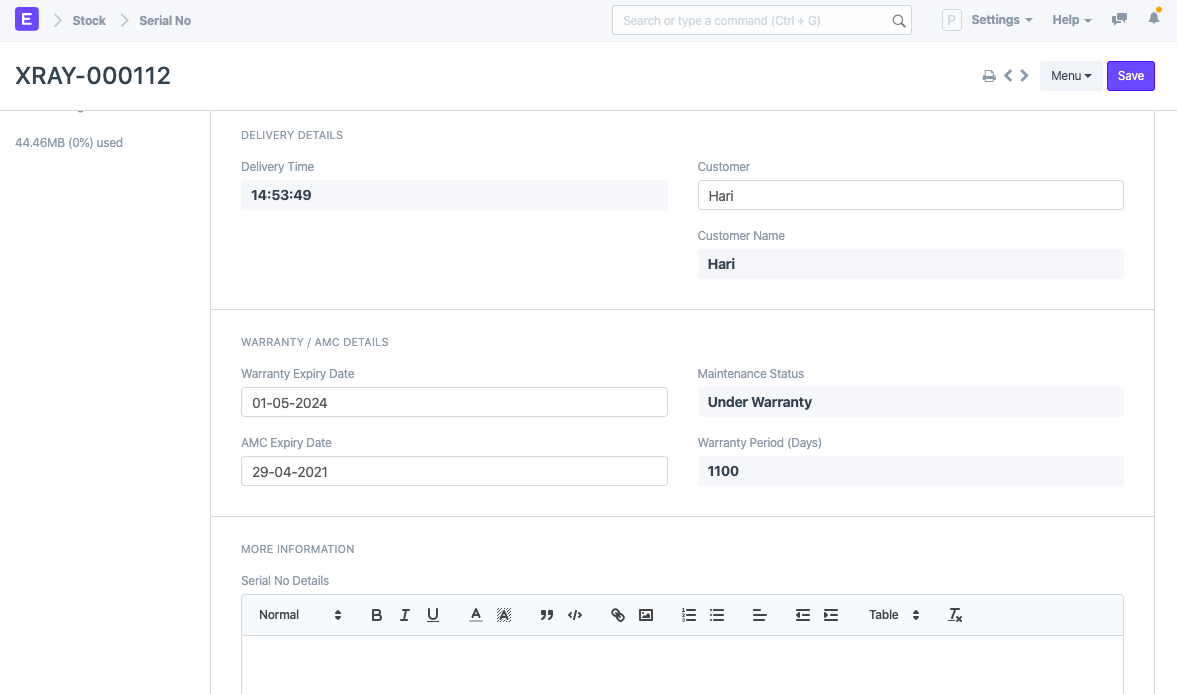 E Stock Serial No Search or type a command (Ctrl + G) P Settings Help
XRAY-000112 Menu Save
44.46MB (0%) used
DELIVERY DETAILS
Delivery Time Customer
14:53:49 Hari
Customer Name
Hari
WARRANTY / AMC DETAILS
Warranty Expiry Date Maintenance Status
01-05-2024 Under Warranty
AMC Expiry Date Warranty Period (Days)
29-04-2021 1100
MORE INFORMATION
Serial No Details
Normal B I U A A Table